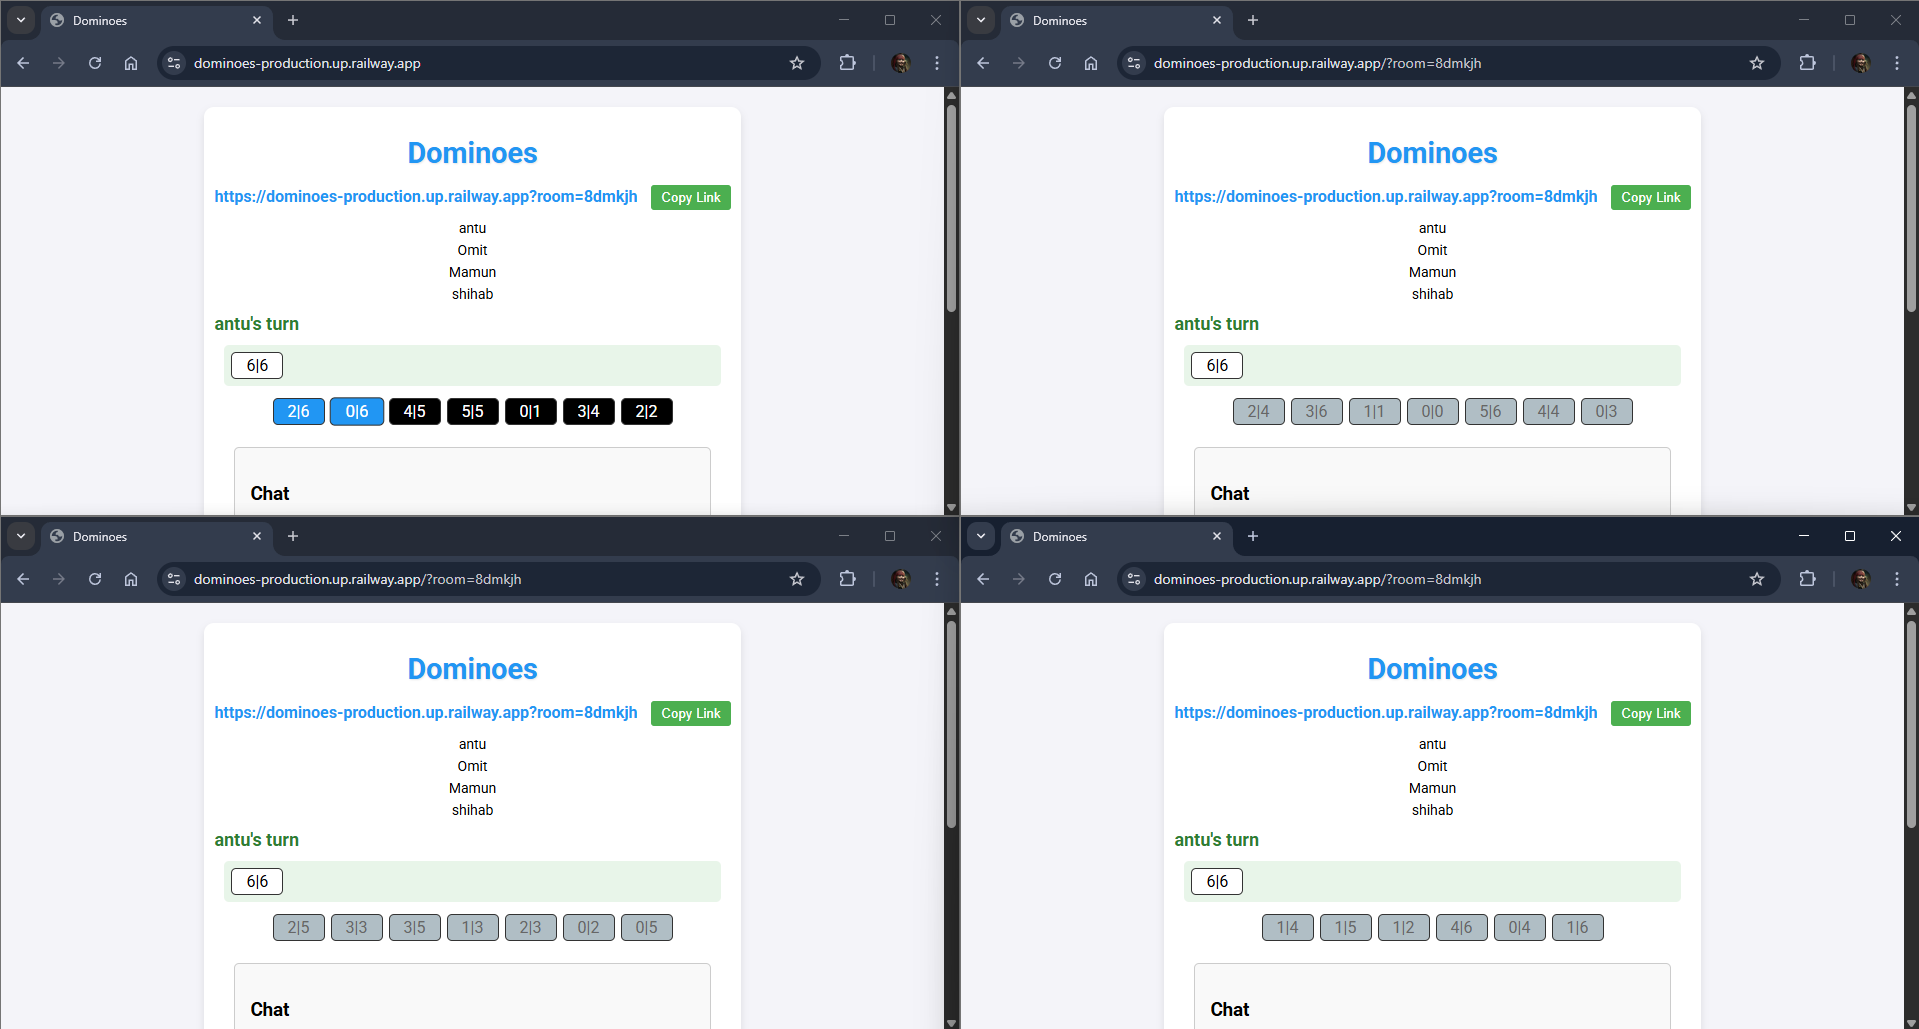 Dominoes
dominoes-production.up.railway.app
Dominoes
https://dominoes-production.up.railway.app?room=8dmkjh Copy Link
antu
Omit
Mamun
shihab
antu's turn
6|6
2|6 0|6 4|5 5|5 0|1 3|4 2|2
Chat
Dominoes
dominoes-production.up.railway.app/?room=8dmkjh
Dominoes
https://dominoes-production.up.railway.app?room=8dmkjh Copy Link
antu
Omit
Mamun
shihab
antu's turn
6|6
2|4 3|6 1|1 0|0 5|6 4|4 0|3
Chat
Dominoes
dominoes-production.up.railway.app/?room=8dmkjh
Dominoes
https://dominoes-production.up.railway.app?room=8dmkjh Copy Link
antu
Omit
Mamun
shihab
antu's turn
6|6
2|5 3|3 3|5 1|3 2|3 0|2 0|5
Chat
Dominoes
dominoes-production.up.railway.app/?room=8dmkjh
Dominoes
https://dominoes-production.up.railway.app?room=8dmkjh Copy Link
antu
Omit
Mamun
shihab
antu's turn
6|6
1|4 1|5 1|2 4|6 0|4 1|6
Chat